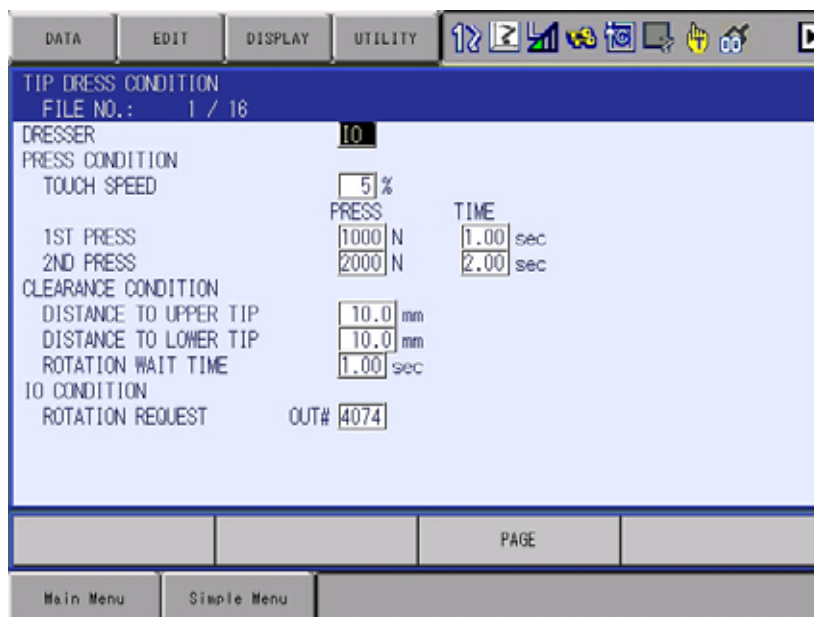 DATA EDIT DISPLAY UTILITY
TIP DRESS CONDITION
FILE NO.: 1 / 16
DRESSER IO
PRESS CONDITION
TOUCH SPEED 5 %
PRESS TIME
1ST PRESS 1000 N 1.00 sec
2ND PRESS 2000 N 2.00 sec
CLEARANCE CONDITION
DISTANCE TO UPPER TIP 10.0 mm
DISTANCE TO LOWER TIP 10.0 mm
ROTATION WAIT TIME 1.00 sec
IO CONDITION
ROTATION REQUEST OUT# 4074
PAGE
Main Menu Simple Menu